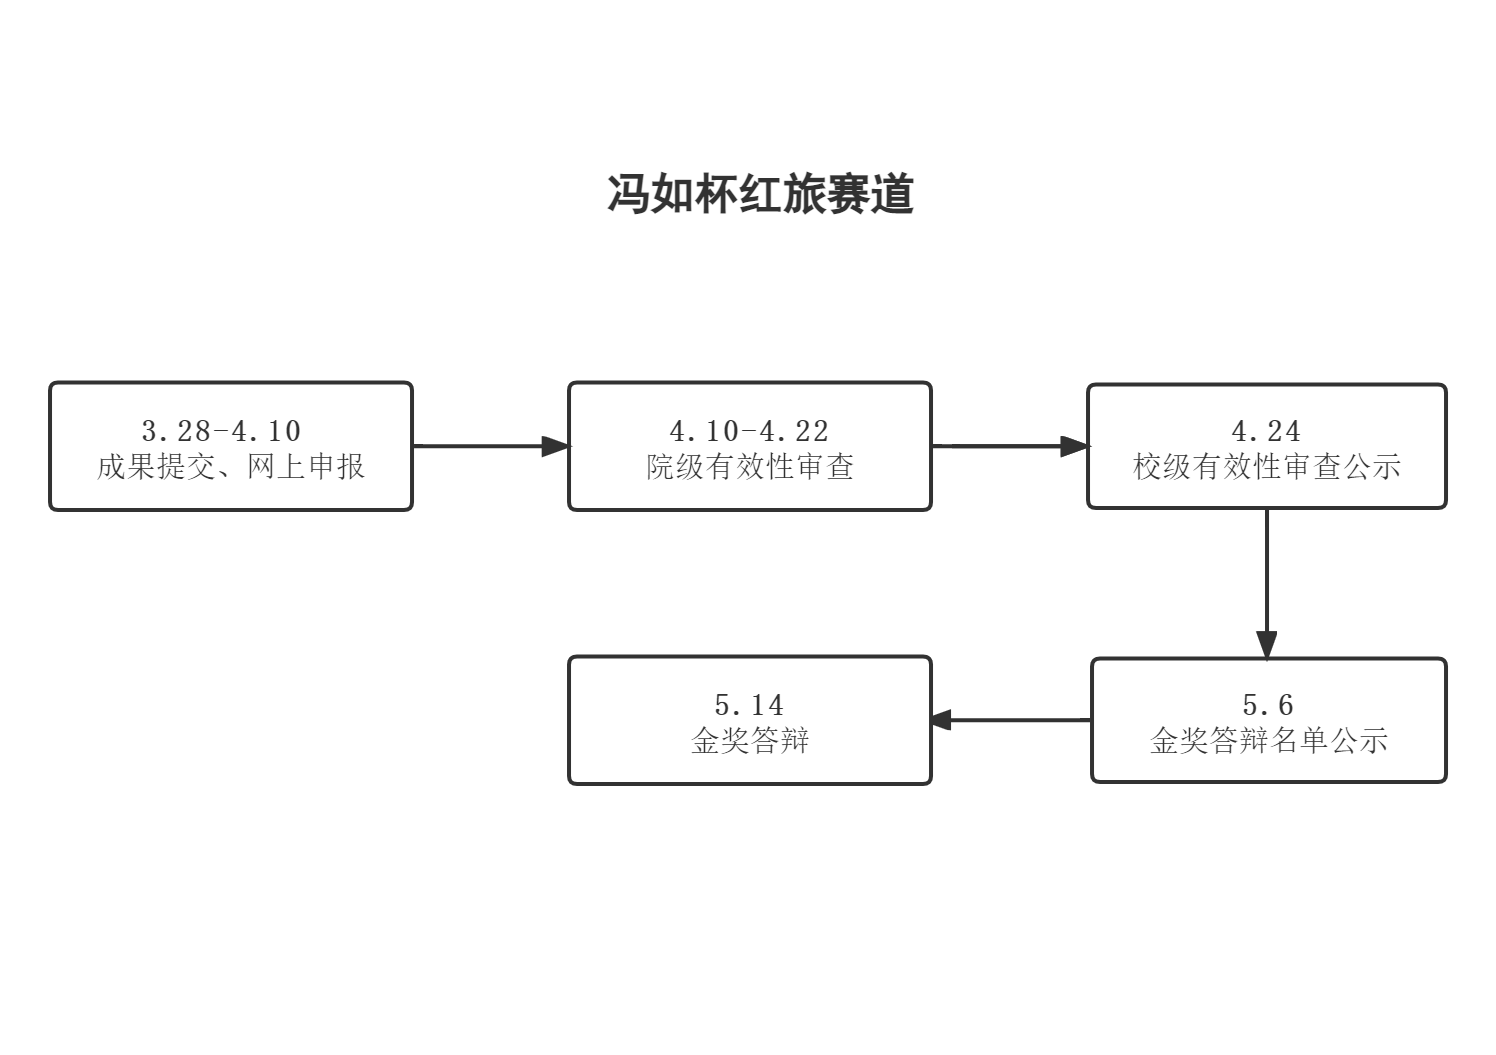 冯如杯红旅赛道
3.28-4.10
成果提交、网上申报
4.10-4.22
院级有效性审查
4.24
校级有效性审查公示
5.6
金奖答辩名单公示
5.14
金奖答辩